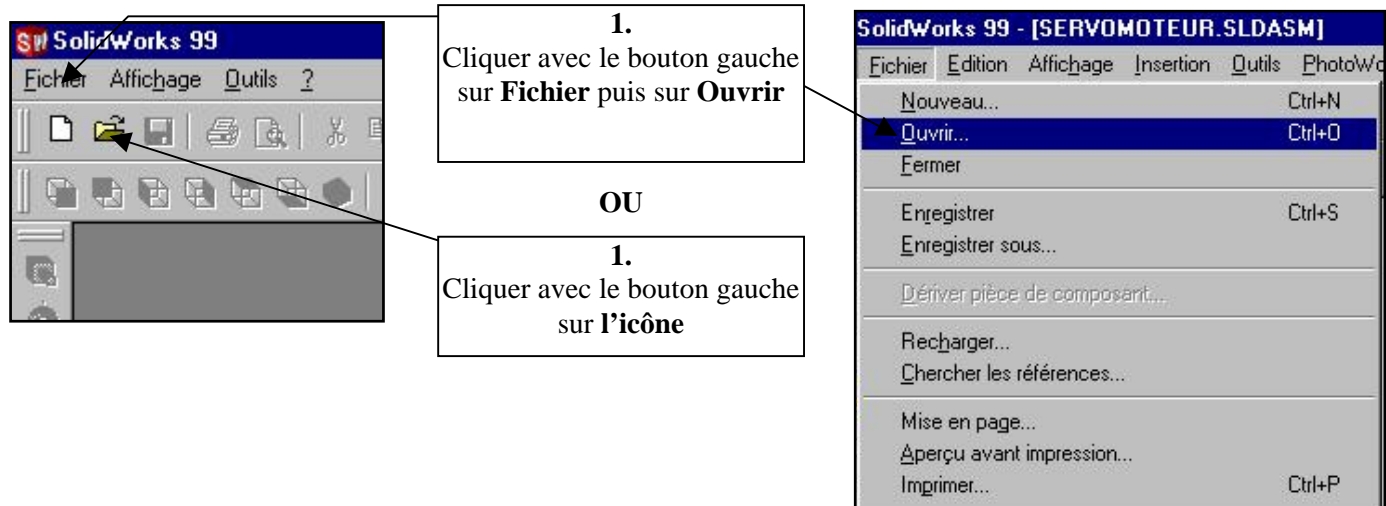 SW SolidWorks 99
Fichier Affichage Outils ?
1.
Cliquer avec le bouton gauche
sur Fichier puis sur Ouvrir
OU
1.
Cliquer avec le bouton gauche
sur l’icône
SolidWorks 99 - [SERVOMOTEUR.SLDASM]
Fichier Edition Affichage Insertion Outils PhotoWo
Nouveau... Ctrl+N
Ouvrir... Ctrl+O
Fermer
Enregistrer Ctrl+S
Enregistrer sous...
Dériver pièce de composant...
Recharger...
Chercher les références...
Mise en page...
Aperçu avant impression...
Imprimer... Ctrl+P